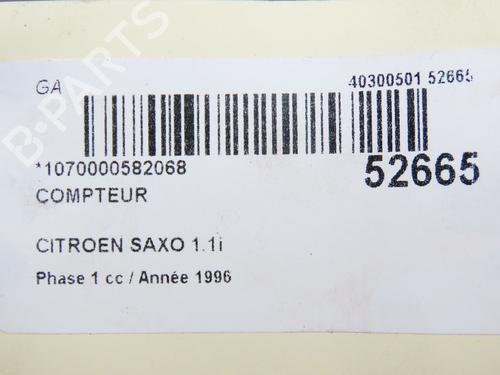 GA
40300501 52665
*1070000582068
52665
COMPTEUR
CITROEN SAXO 1.1i
Phase 1 cc / Année 1996
B-PARTS